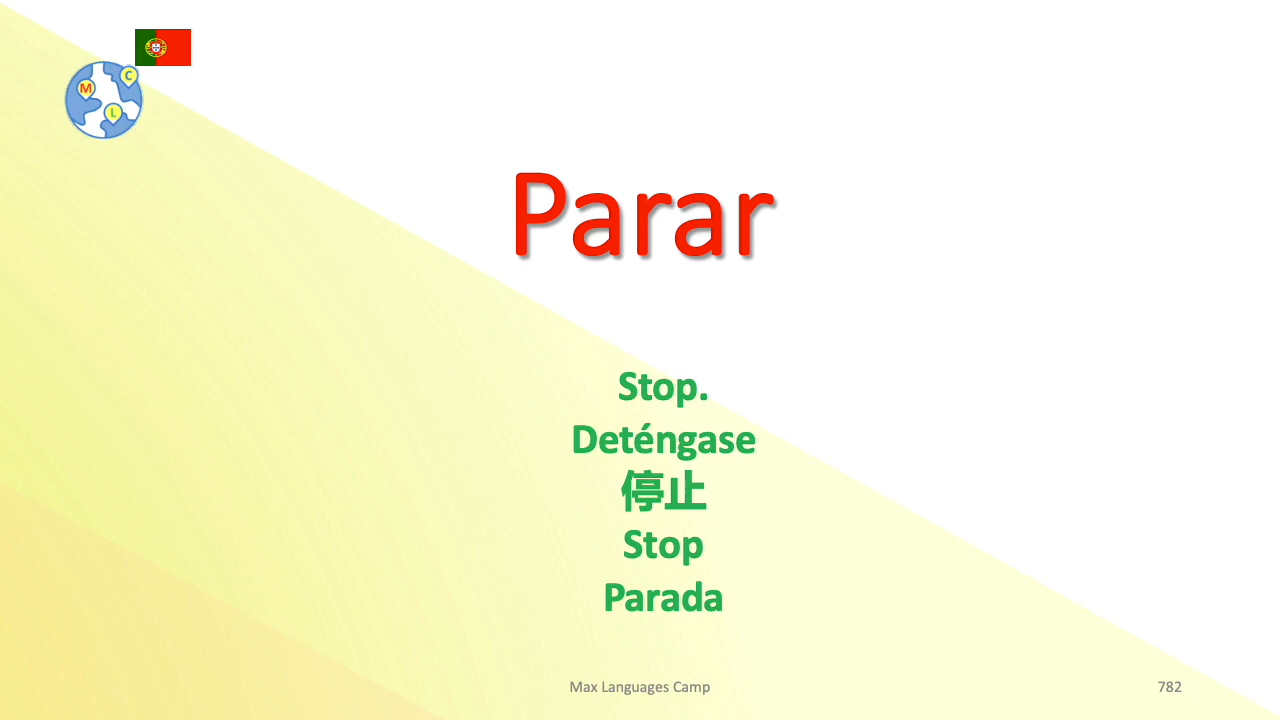 C
M
L
Parar
Stop.
Deténgase
停止
Stop
Parada
Max Languages Camp
782